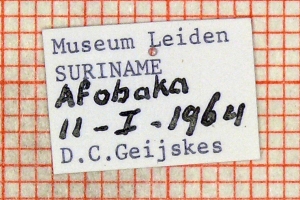 Museum Leiden
SURINAME
Afobaka
11-I-1964
D.C.Geijskes